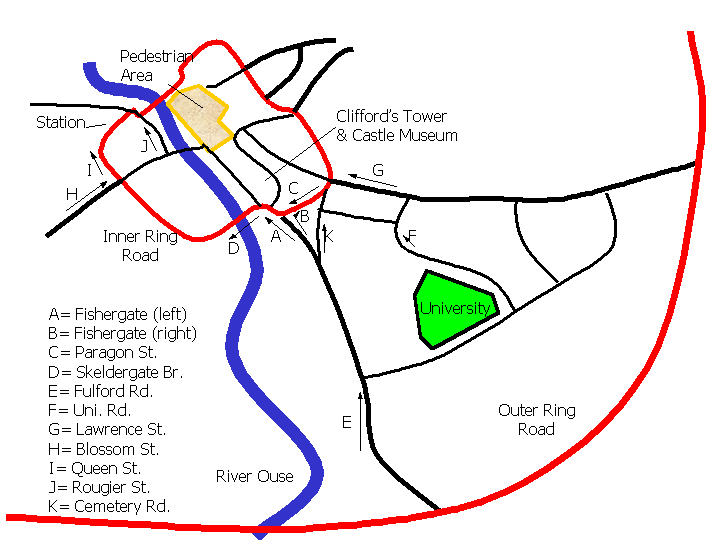 Pedestrian
Area
Station
Clifford's Tower
& Castle Museum
J
I
G
H
C
B
Inner Ring
Road
D
A
K
F
University
A= Fishergate (left)
B= Fishergate (right)
C= Paragon St.
D= Skeldergate Br.
E= Fulford Rd.
F= Uni. Rd.
G= Lawrence St.
H= Blossom St.
I= Queen St.
J= Rougier St.
K= Cemetery Rd.
E
Outer Ring
Road
River Ouse